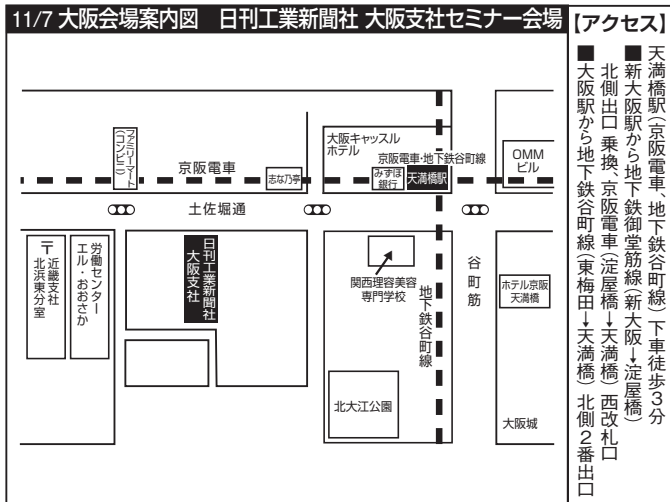 11/7 大阪会場案内図　日刊工業新聞社 大阪支社セミナー会場
【アクセス】
天満橋駅（京阪電車、地下鉄谷町線）下車徒歩3分
■新大阪駅から地下鉄御堂筋線（新大阪→淀屋橋）
北側出口 乗換、京阪電車（淀屋橋→天満橋）西改札口
■大阪駅から地下鉄谷町線（東梅田→天満橋）北側2番出口
ファミリーマート
（コンビニ）
京阪電車
志な乃亭
大阪キャッスル
ホテル
京阪電車・地下鉄谷町線
みずほ
銀行
天満橋駅
OMM
ビル
土佐堀通
〒
近畿支社
北浜東分室
労働センター
エル・おおさか
日刊工業新聞社
大阪支社
関西理容美容
専門学校
地下鉄谷町線
谷町筋
ホテル京阪
天満橋
北大江公園
大阪城